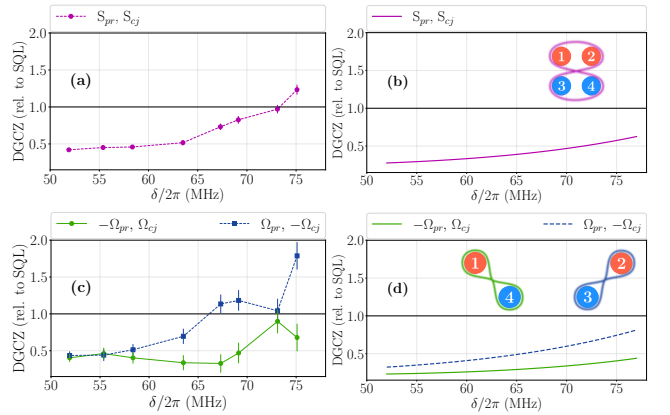 S_pr, S_cj
S_pr, S_cj
DGCZ (rel. to SQL)
2.0
1.5
1.0
0.5
(a)
50 55 60 65 70 75
δ/2π (MHz)
DGCZ (rel. to SQL)
2.0
1.5
1.0
0.5
(b)
1 2
3 4
50 55 60 65 70 75
δ/2π (MHz)
−Ω_pr, Ω_cj Ω_pr, −Ω_cj
−Ω_pr, Ω_cj Ω_pr, −Ω_cj
DGCZ (rel. to SQL)
2.0
1.5
1.0
0.5
(c)
50 55 60 65 70 75
δ/2π (MHz)
DGCZ (rel. to SQL)
2.0
1.5
1.0
0.5
(d)
1 2
4 3
50 55 60 65 70 75
δ/2π (MHz)